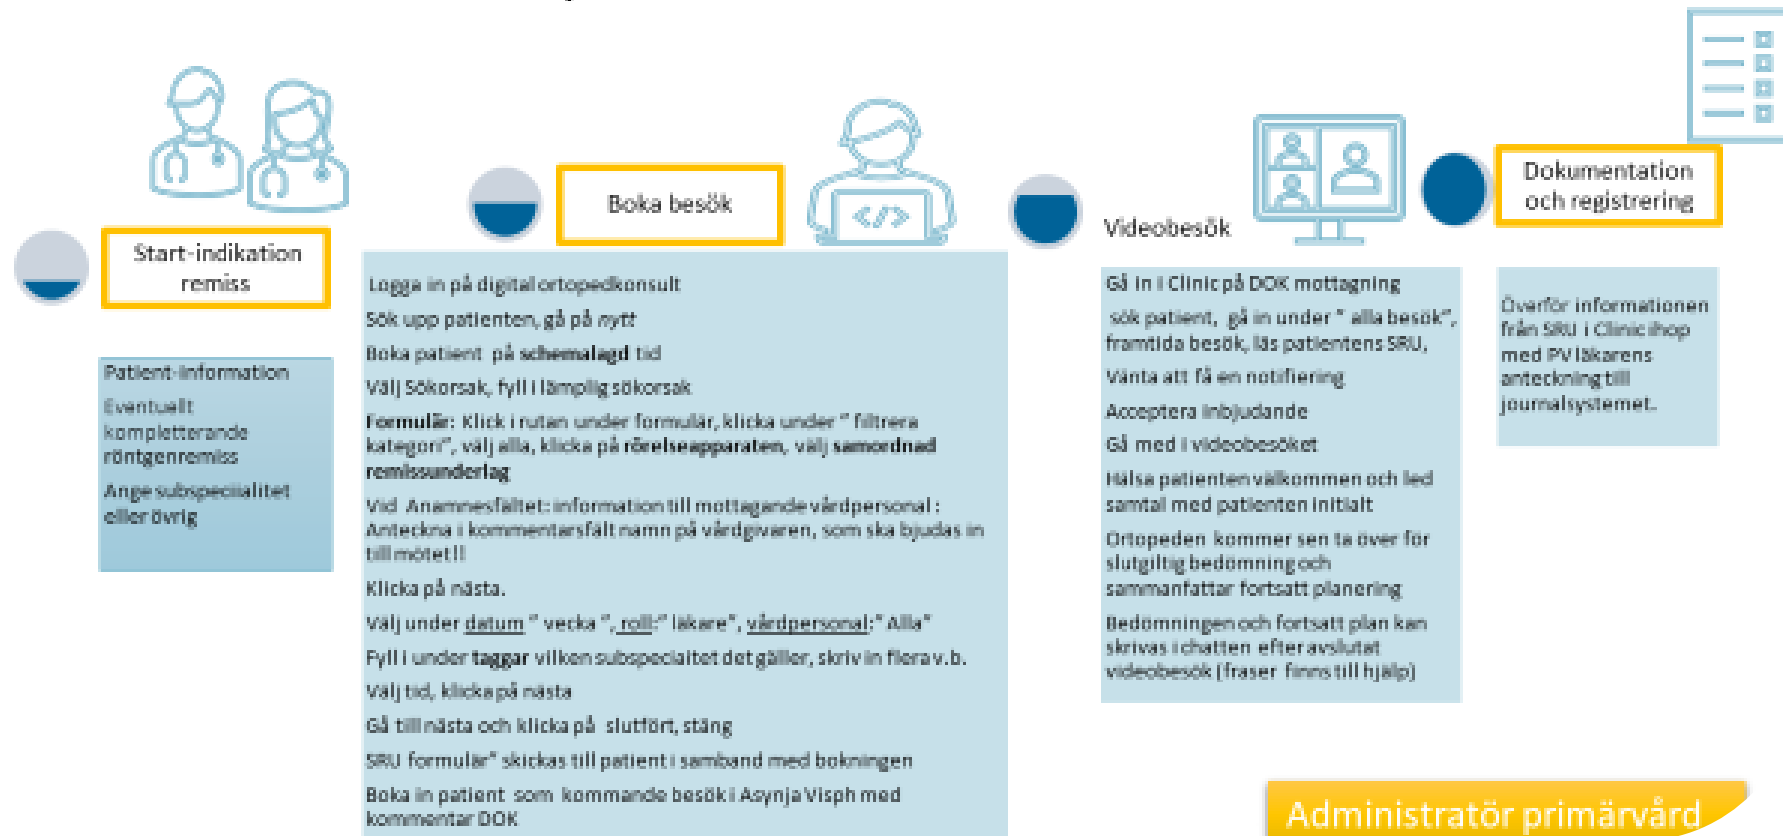 Start-indikation
remiss
Patient-information
Eventuellt
kompletterande
röntgenremiss
Ange subspeciialitet
eller övrig
Boka besök
Logga in på digital ortopedkonsult
Sök upp patienten, gå på nytt
Boka patient på schemalagd tid
Välj Sökorsak, fyll i lämplig sökorsak
Formulär: Klick i rutan under formulär, klicka under " filtrera
kategori", välj alla, klicka på rörelseapparaten, välj samordnad
remissunderlag
Vid Anamnesfältet: information till mottagande vårdpersonal :
Anteckna i kommentarsfält namn på vårdgivaren, som ska bjudas in
till mötet!!
Klicka på nästa.
Välj under datum " vecka ", roll:" läkare", vårdpersonal:" Alla"
Fyll i under taggar vilken subspecialtet det gäller, skriv in flera v.b.
Välj tid, klicka på nästa
Gå till nästa och klicka på slutfört, stäng
SRU formulär" skickas till patient i samband med bokningen
Boka in patient som kommande besök i Asynja Visph med
kommentar DOK
Videobesök
Gå in i Clinic på DOK mottagning
sök patient, gå in under " alla besök",
framtida besök, läs patientens SRU,
Vänta att få en notifiering
Acceptera inbjudande
Gå med i videobesöket
Hälsa patienten välkommen och led
samtal med patienten initialt
Ortopeden kommer sen ta över för
slutgiltig bedömning och
sammanfattar fortsatt planering
Bedömningen och fortsatt plan kan
skrivas i chatten efter avslutat
videobesök (fraser finns till hjälp)
Dokumentation
och registrering
Överför informationen
från SRU i Clinic ihop
med PV läkarens
anteckning till
journalsystemet.
Administratör primärvård